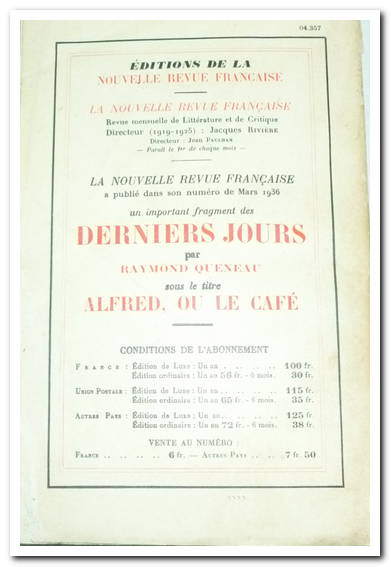 04.357
ÉDITIONS DE LA
NOUVELLE REVUE FRANÇAISE
LA NOUVELLE REVUE FRANÇAISE
Revue mensuelle de Littérature et de Critique
Directeur (1919-1925) : Jacques RIVIÈRE
Directeur : Jean PAULHAN
— Paraît le 1er de chaque mois —
LA NOUVELLE REVUE FRANÇAISE
a publié dans son numéro de Mars 1936
un important fragment des
DERNIERS JOURS
par
RAYMOND QUENEAU
sous le titre
ALFRED, OU LE CAFÉ
CONDITIONS DE L'ABONNEMENT
FRANCE : Édition de Luxe : Un an . . . . . 100 fr.
Édition ordinaire : Un an 56 fr. - 6 mois. 30 fr.
UNION POSTALE : Édition de Luxe : Un an . . . . . 115 fr.
Édition ordinaire : Un an 65 fr. - 6 mois. 35 fr.
AUTRES PAYS : Édition de Luxe : Un an . . . . . 125 fr.
Édition ordinaire : Un an 72 fr. - 6 mois. 38 fr.
VENTE AU NUMÉRO :
FRANCE . . . . . . 6 fr. — AUTRES PAYS . . . . 7 fr. 50